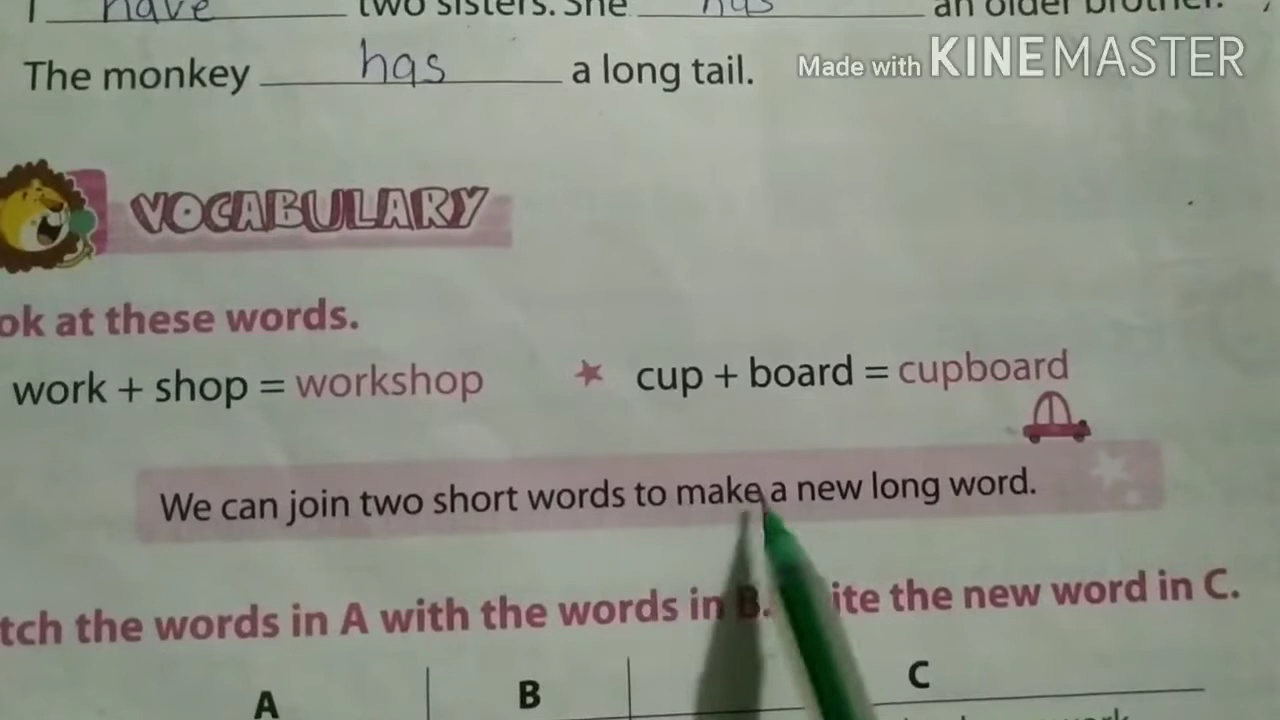 I have two sisters. She has an older brother.
The monkey has a long tail.
Made with KINEMASTER
VOCABULARY
ok at these words.
work + shop = workshop
cup + board = cupboard
We can join two short words to make a new long word.
tch the words in A with the words in B. ite the new word in C.
A B C